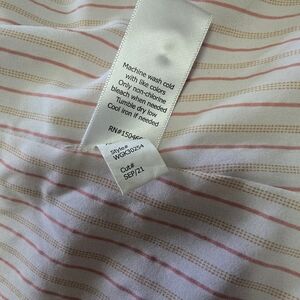 Machine wash cold
with like colors
Only non-chlorine
bleach when needed
Tumble dry low
Cool iron if needed
Style#
WGK30254
Cut#
SEP/21